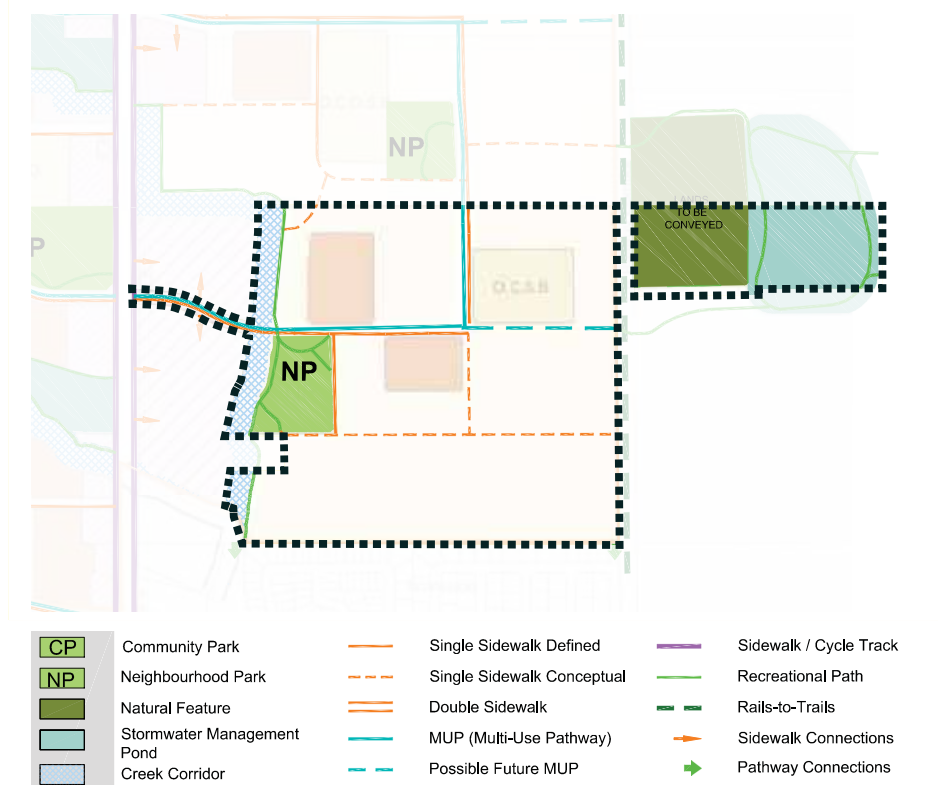 NP
P
TO BE
CONVEYED
NP
CP
Community Park
NP
Neighbourhood Park
Natural Feature
Stormwater Management
Pond
Creek Corridor
Single Sidewalk Defined
Single Sidewalk Conceptual
Double Sidewalk
MUP (Multi-Use Pathway)
Possible Future MUP
Sidewalk / Cycle Track
Recreational Path
Rails-to-Trails
Sidewalk Connections
Pathway Connections